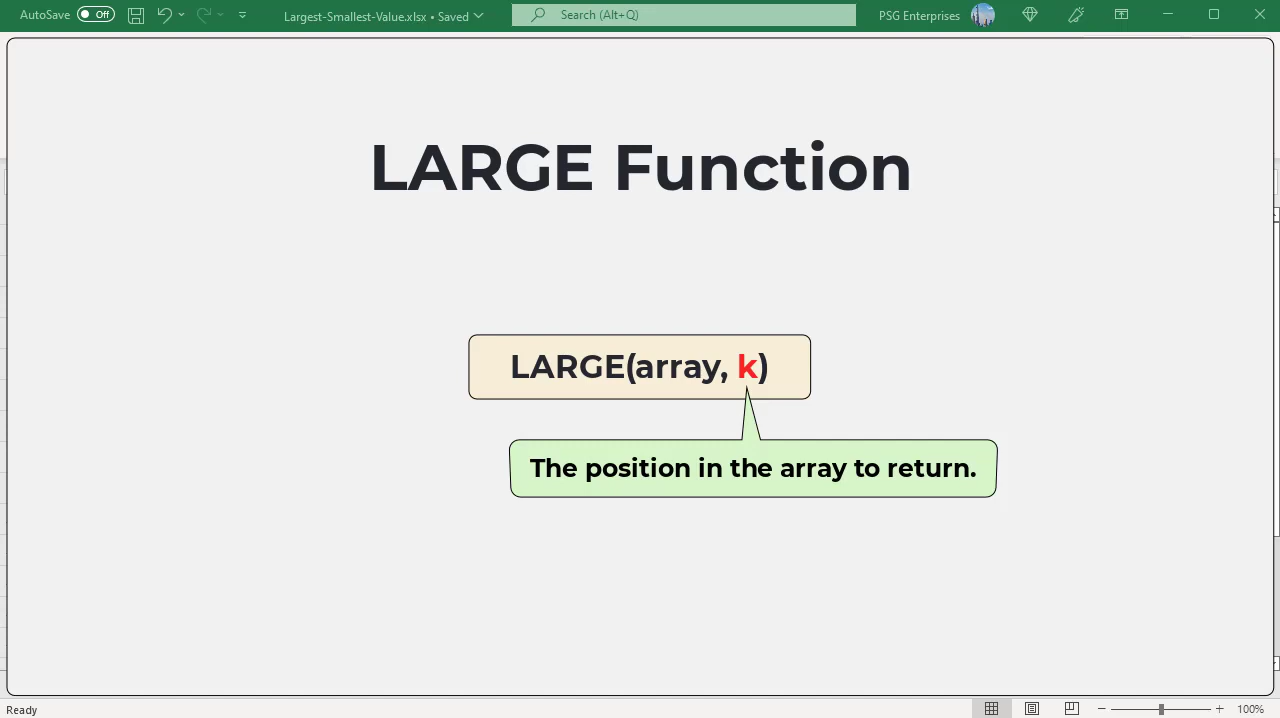 AutoSave Off Largest-Smallest-Value.xlsx • Saved Search (Alt+Q) PSG Enterprises
LARGE Function
LARGE(array, k)
The position in the array to return.
Ready 100%